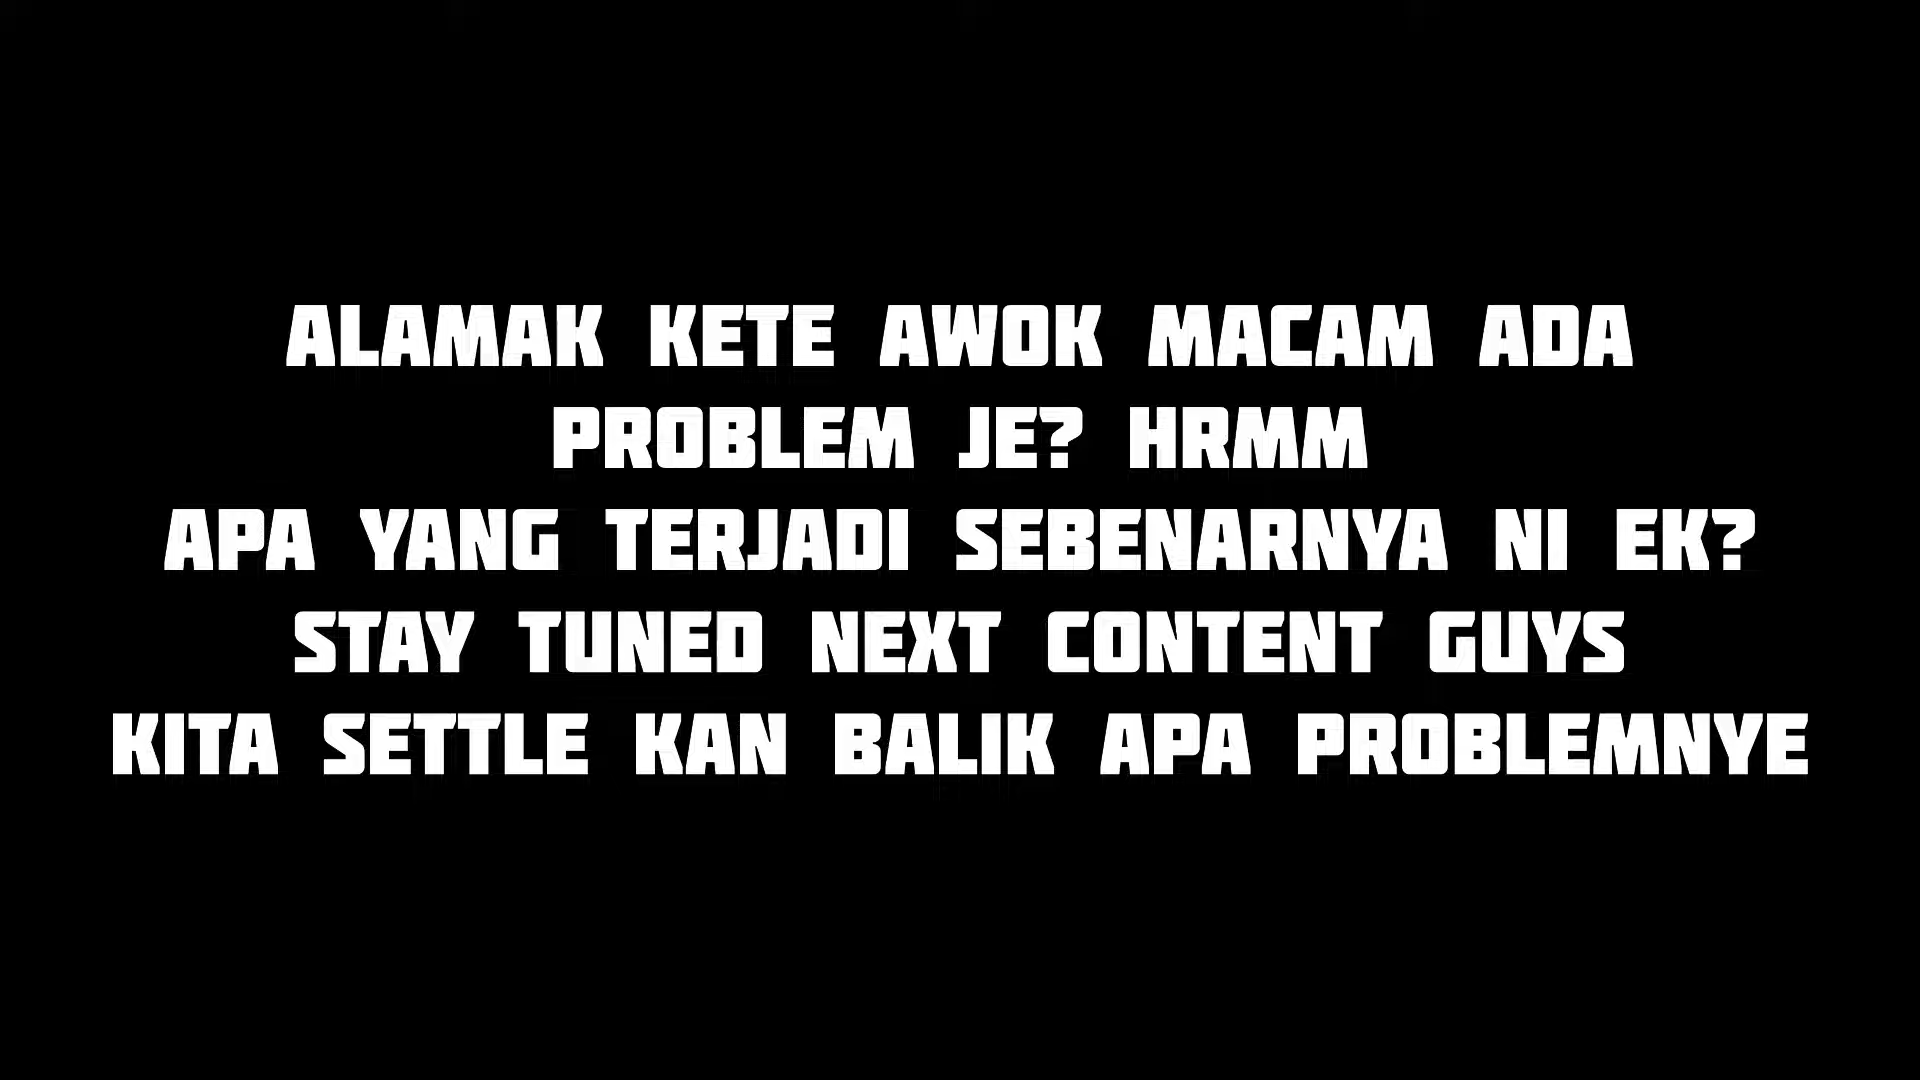 ALAMAK KETE AWOK MACAM ADA
PROBLEM JE? HRMM
APA YANG TERJADI SEBENARNYA NI EK?
STAY TUNED NEXT CONTENT GUYS
KITA SETTLE KAN BALIK APA PROBLEMNYE